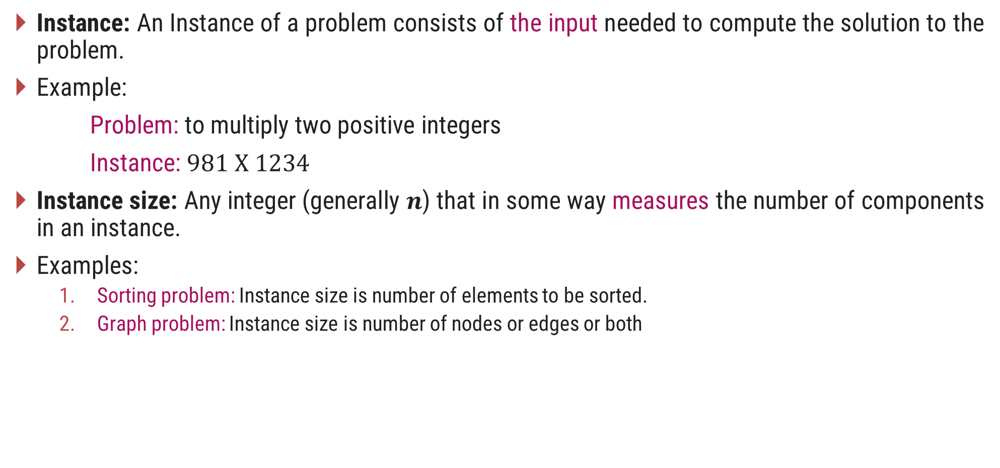 Instance: An Instance of a problem consists of the input needed to compute the solution to the
problem.
Example:
Problem: to multiply two positive integers
Instance: 981 X 1234
Instance size: Any integer (generally n) that in some way measures the number of components
in an instance.
Examples:
1. Sorting problem: Instance size is number of elements to be sorted.
2. Graph problem: Instance size is number of nodes or edges or both